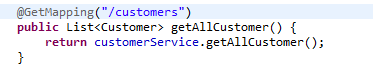 @GetMapping("/customers")
public List<Customer> getAllCustomer() {
    return customerService.getAllCustomer();
}